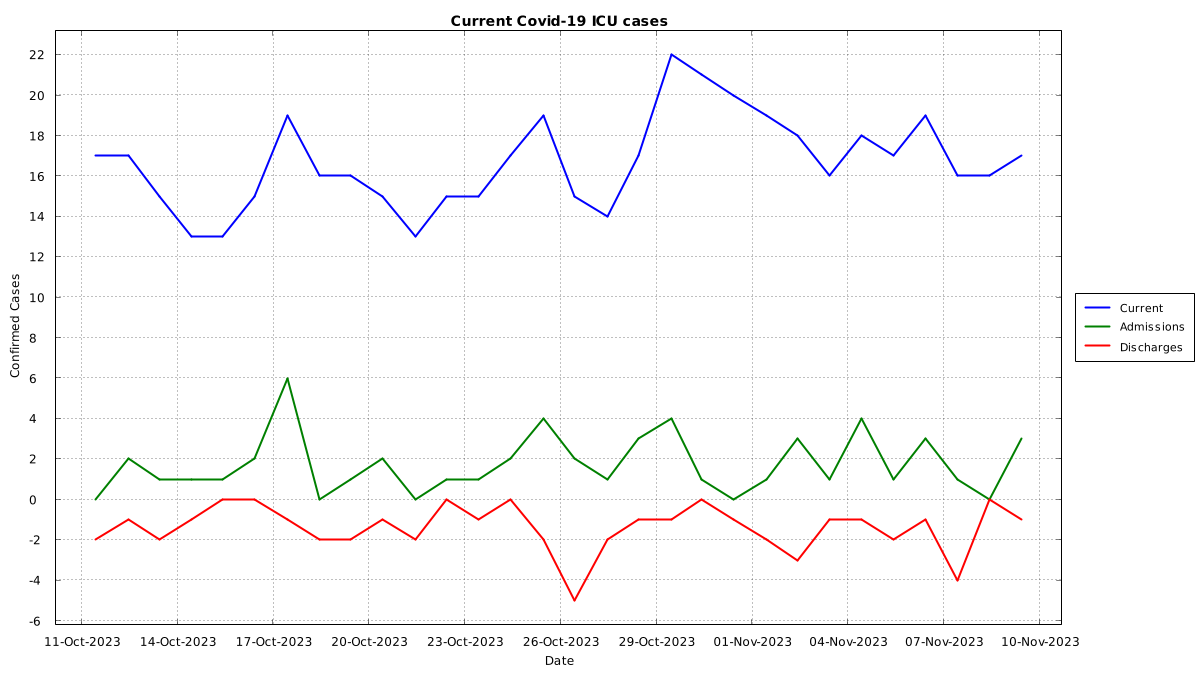 Current Covid-19 ICU cases
Confirmed Cases
22
20
18
16
14
12
10
8
6
4
2
0
-2
-4
-6
11-Oct-2023 14-Oct-2023 17-Oct-2023 20-Oct-2023 23-Oct-2023 26-Oct-2023 29-Oct-2023 01-Nov-2023 04-Nov-2023 07-Nov-2023 10-Nov-2023
Date
Current
Admissions
Discharges